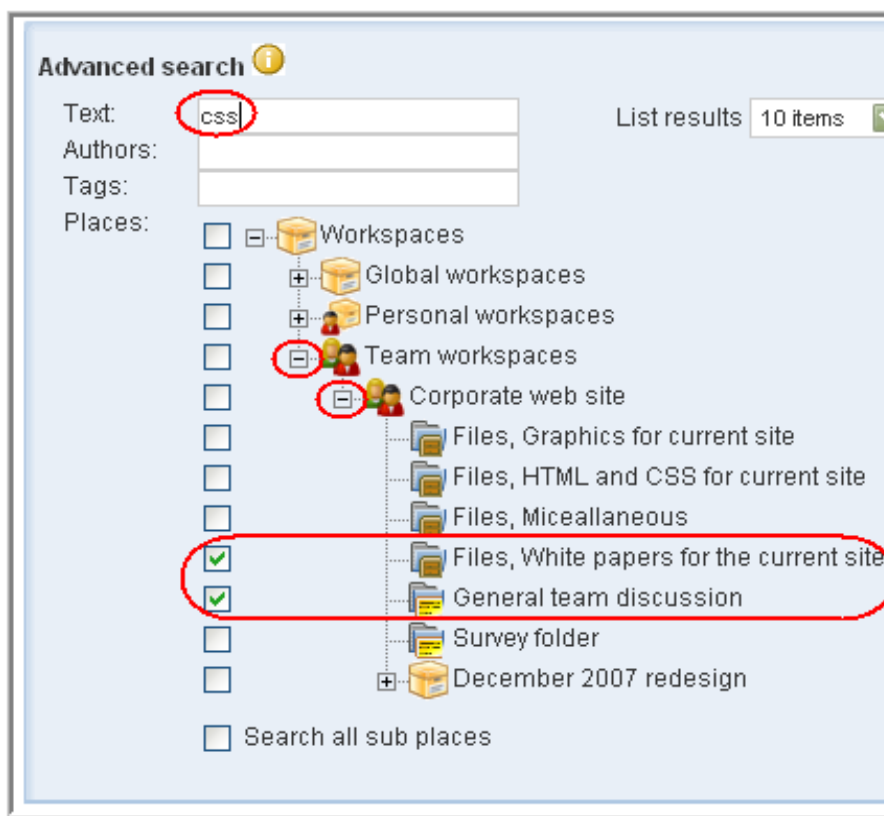 Advanced search
Text: css List results 10 items
Authors:
Tags:
Places:
Workspaces
Global workspaces
Personal workspaces
Team workspaces
Corporate web site
Files, Graphics for current site
Files, HTML and CSS for current site
Files, Miceallaneous
Files, White papers for the current site
General team discussion
Survey folder
December 2007 redesign
Search all sub places